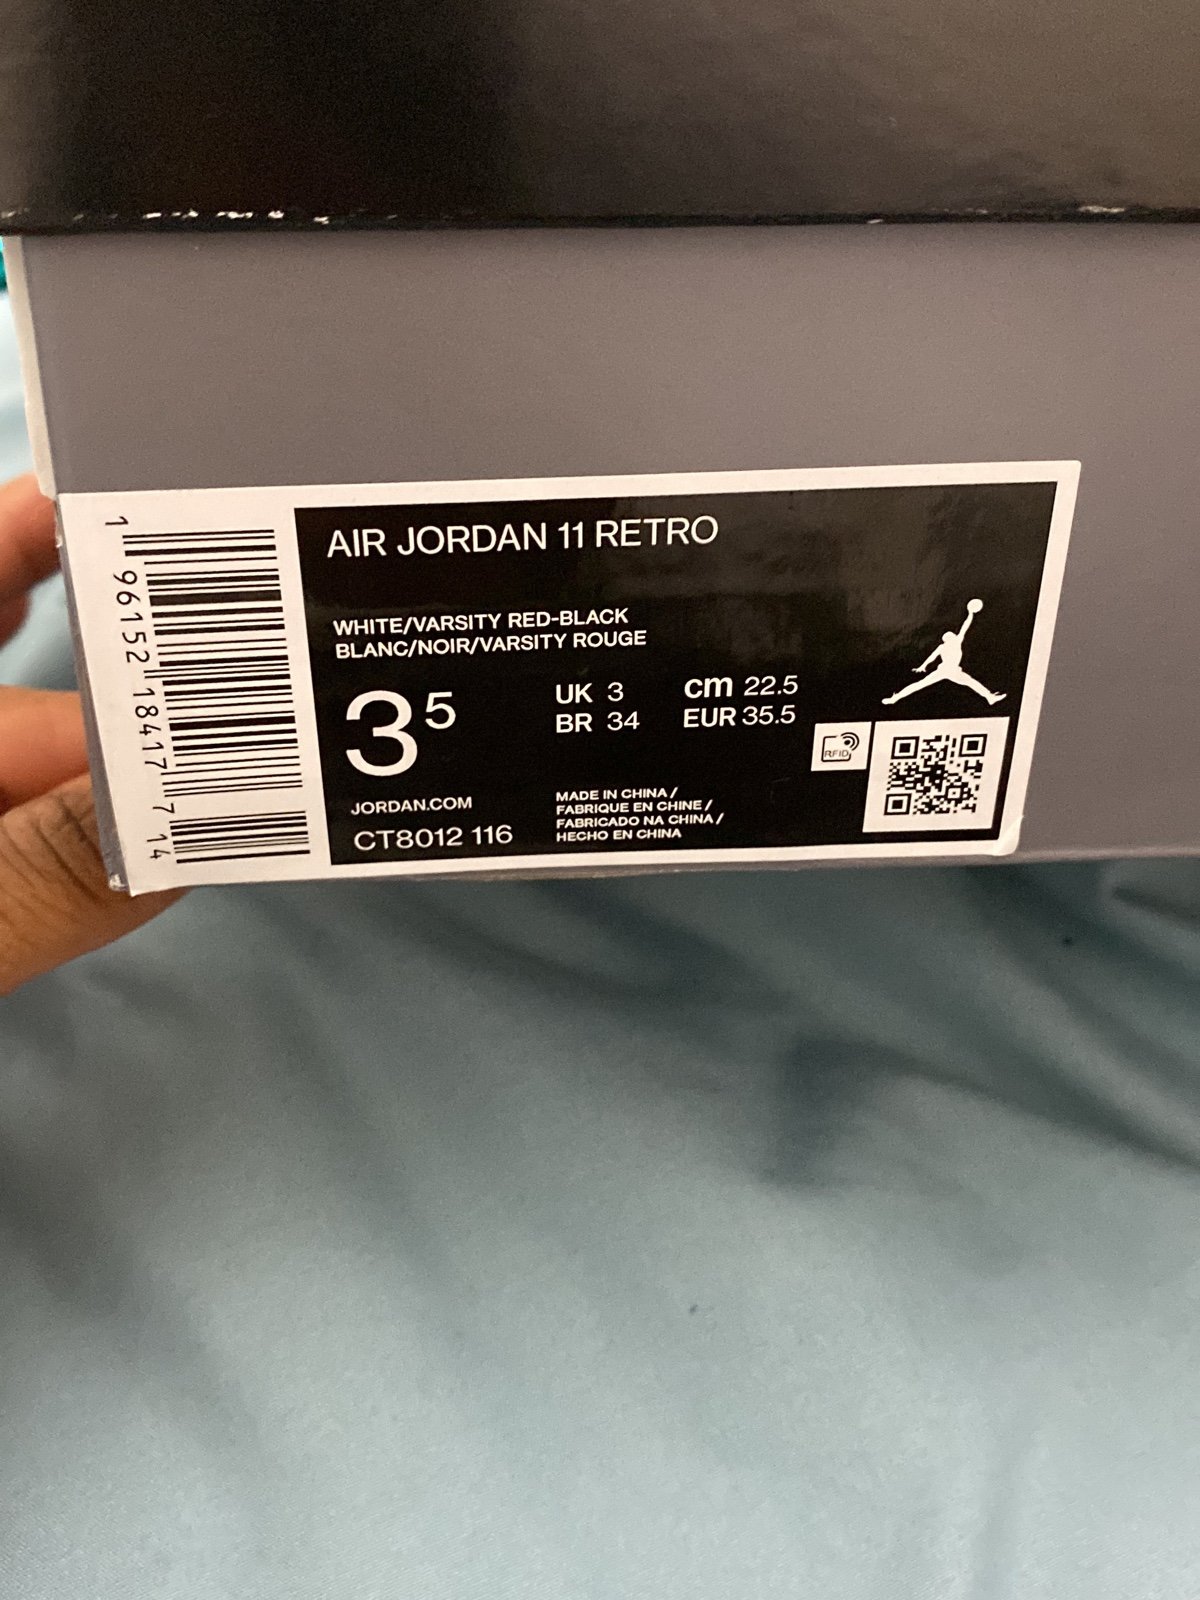 AIR JORDAN 11 RETRO
WHITE/VARSITY RED-BLACK
BLANC/NOIR/VARSITY ROUGE
3 5
UK 3
BR 34
cm 22.5
EUR 35.5
JORDAN.COM
CT8012 116
MADE IN CHINA /
FABRIQUE EN CHINE /
FABRICADO NA CHINA /
HECHO EN CHINA
RFID
1 96152 18417 7 14